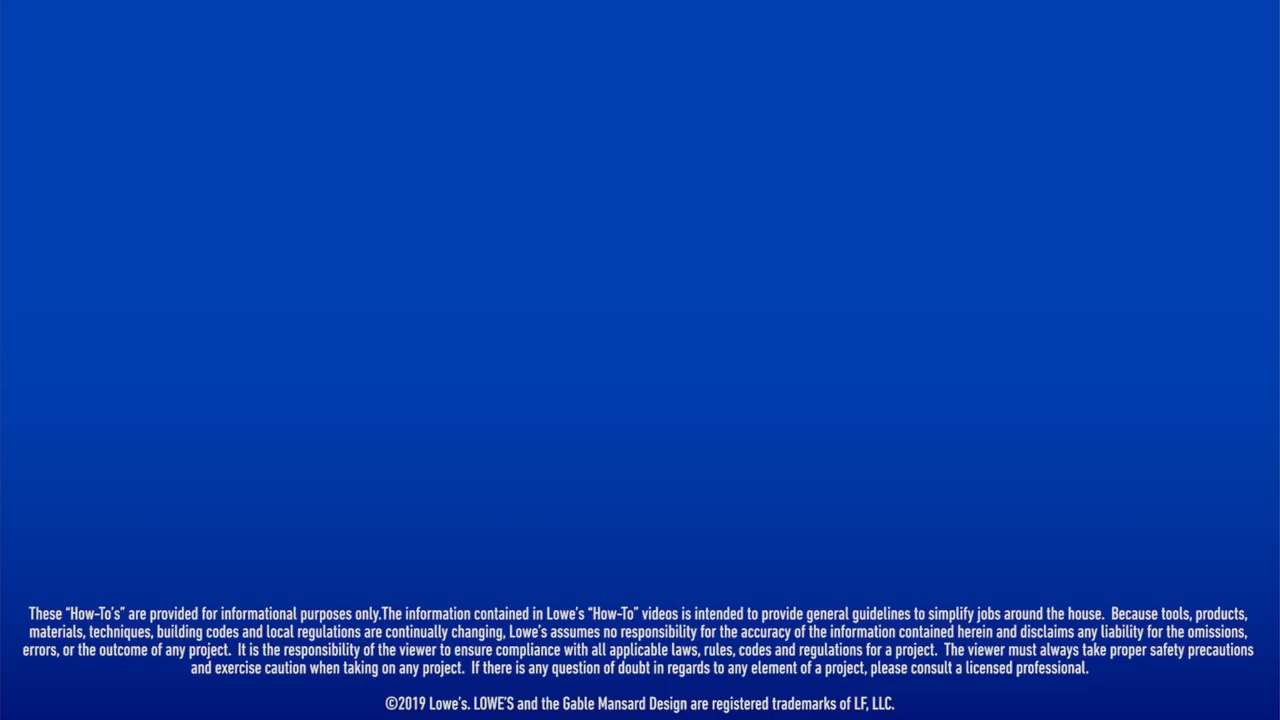 These “How-To’s” are provided for informational purposes only.The information contained in Lowe’s “How-To” videos is intended to provide general guidelines to simplify jobs around the house. Because tools, products,
materials, techniques, building codes and local regulations are continually changing, Lowe’s assumes no responsibility for the accuracy of the information contained herein and disclaims any liability for the omissions,
errors, or the outcome of any project. It is the responsibility of the viewer to ensure compliance with all applicable laws, rules, codes and regulations for a project. The viewer must always take proper safety precautions
and exercise caution when taking on any project. If there is any question of doubt in regards to any element of a project, please consult a licensed professional.
©2019 Lowe’s. LOWE’S and the Gable Mansard Design are registered trademarks of LF, LLC.